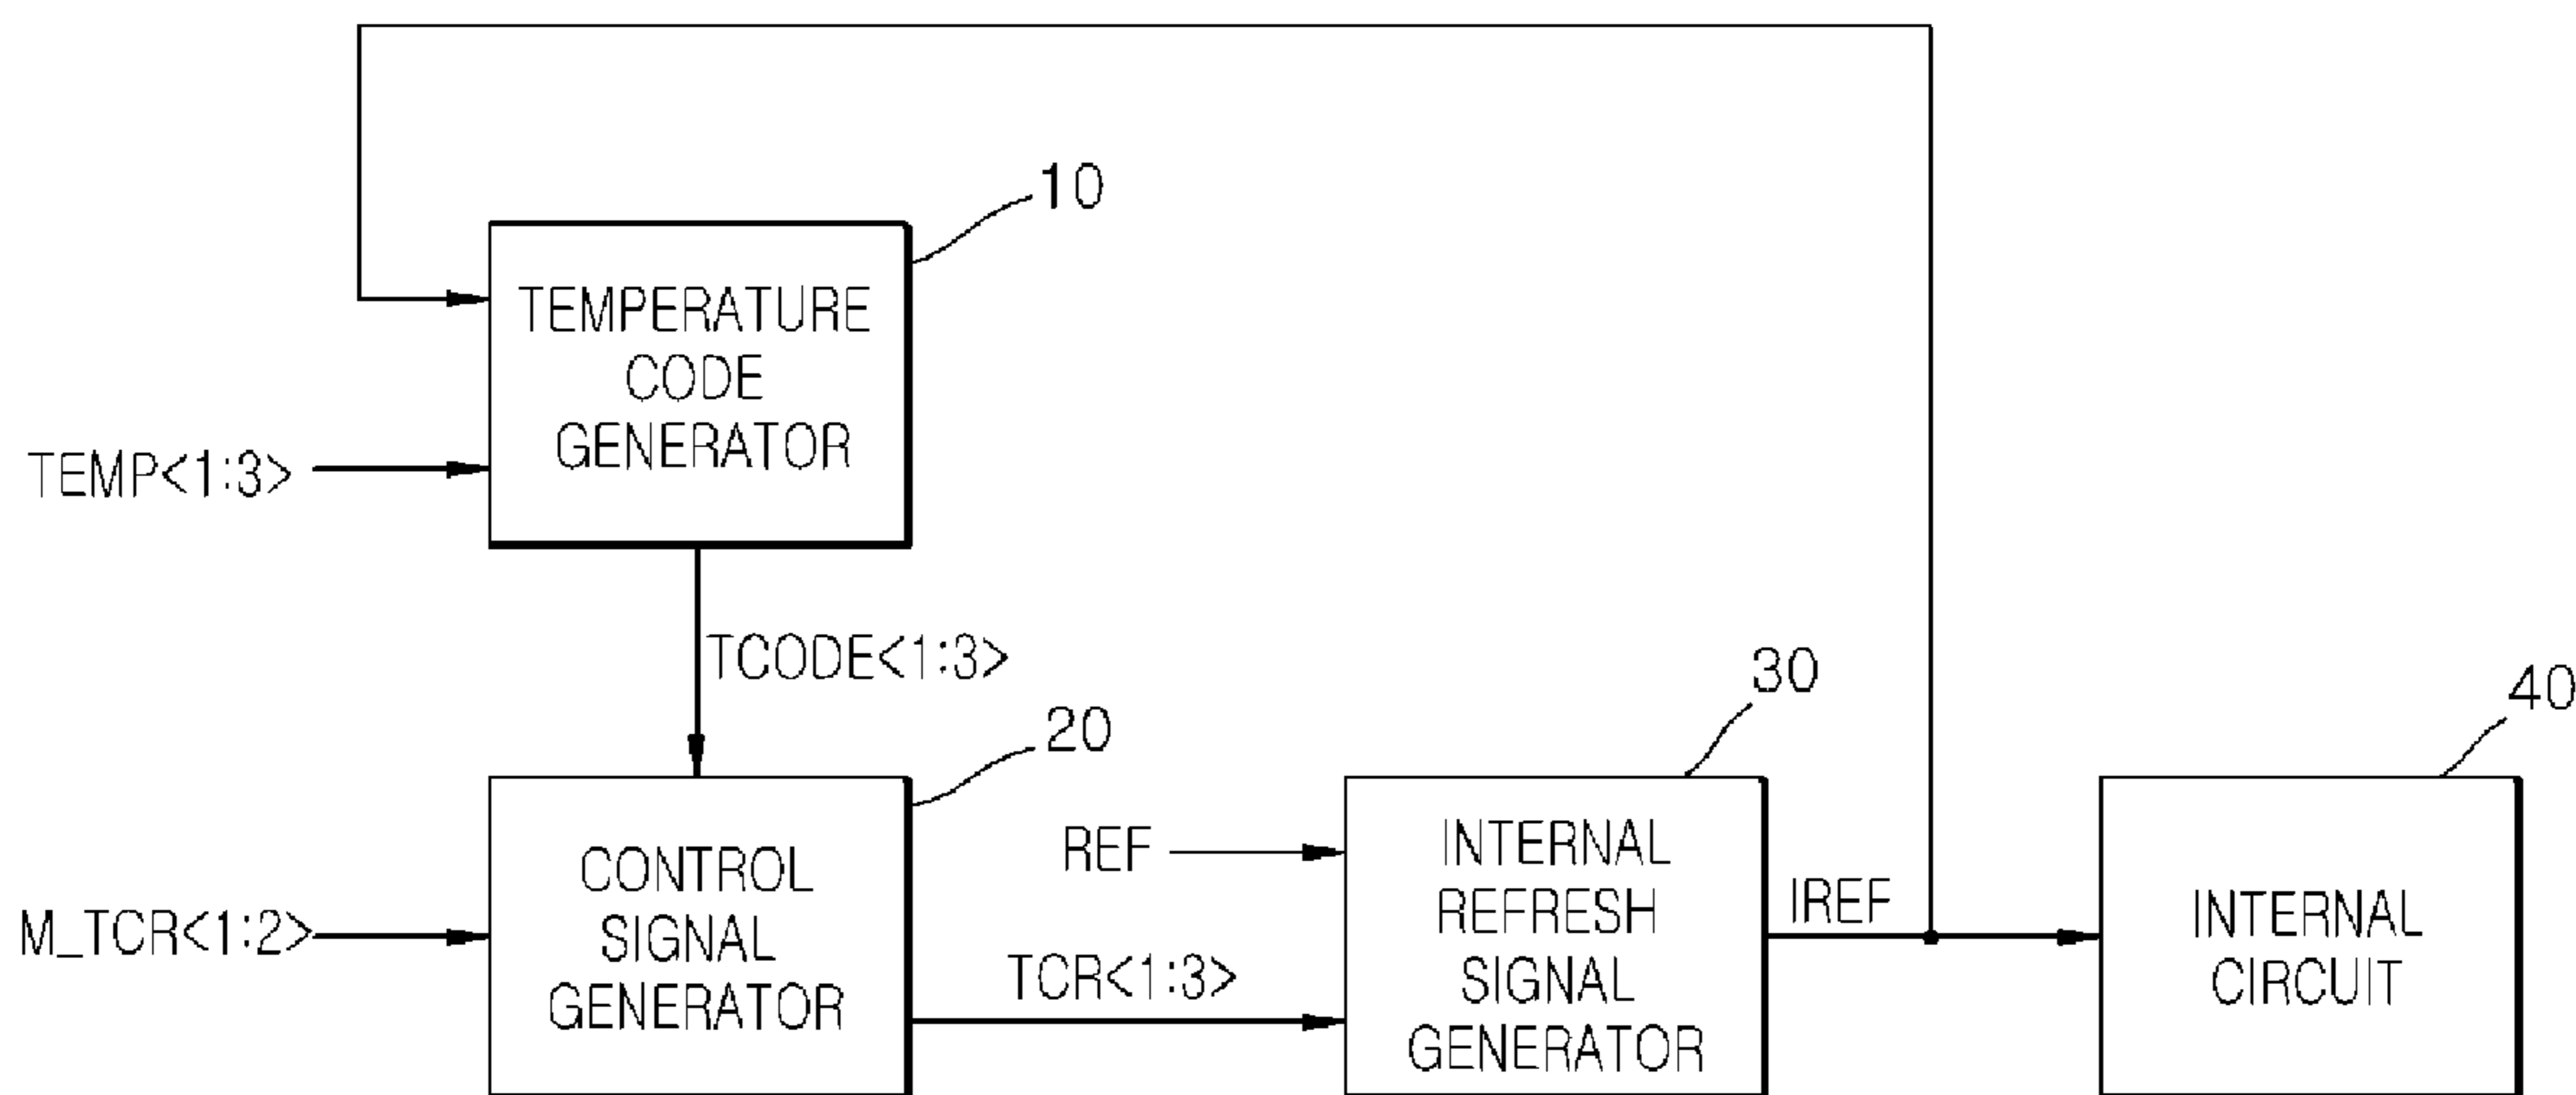 10
TEMPERATURE
CODE
GENERATOR
TEMP<1:3>
TCODE<1:3>
20
30
40
CONTROL
SIGNAL
GENERATOR
M_TCR<1:2>
REF
TCR<1:3>
INTERNAL
REFRESH
SIGNAL
GENERATOR
IREF
INTERNAL
CIRCUIT